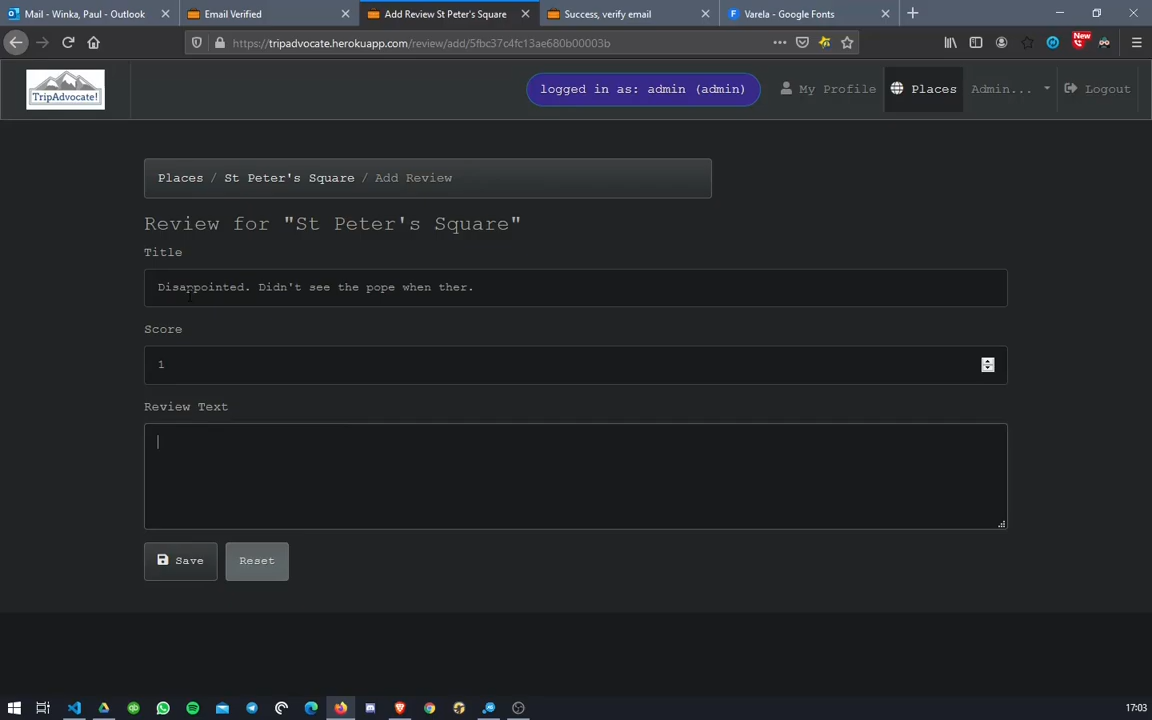 Mail - Winka, Paul - Outlook
Email Verified
Add Review St Peter's Square
Success, verify email
Varela - Google Fonts
https://tripadvocate.herokuapp.com/review/add/5fbc37c4fc13ae680b00003b
New
TripAdvocate!
logged in as: admin (admin)
My Profile
Places
Admin...
Logout
Places / St Peter's Square / Add Review
Review for "St Peter's Square"
Title
Disappointed. Didn't see the pope when ther.
Score
1
Review Text
Save
Reset
17:03